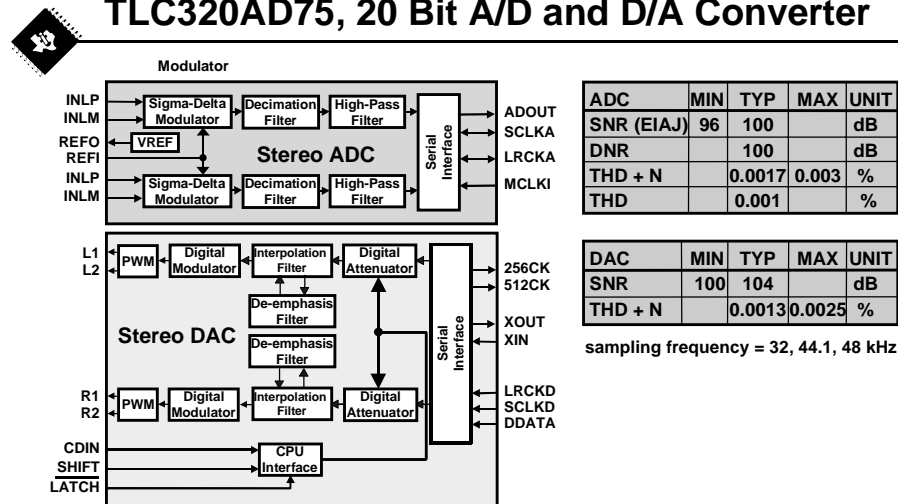 TLC320AD75, 20 Bit A/D and D/A Converter
Modulator
INLP
INLM
REFO
REFI
INLP
INLM
Sigma-Delta
Modulator
Decimation
Filter
High-Pass
Filter
VREF
Stereo ADC
Sigma-Delta
Modulator
Decimation
Filter
High-Pass
Filter
Serial
Interface
ADOUT
SCLKA
LRCKA
MCLKI
L1
L2
PWM
Digital
Modulator
Interpolation
Filter
Digital
Attenuator
De-emphasis
Filter
Stereo DAC
De-emphasis
Filter
R1
R2
PWM
Digital
Modulator
Interpolation
Filter
Digital
Attenuator
Serial
Interface
256CK
512CK
XOUT
XIN
LRCKD
SCLKD
DDATA
CDIN
SHIFT
LATCH
CPU
Interface
ADC MIN TYP MAX UNIT
SNR (EIAJ) 96 100 dB
DNR 100 dB
THD + N 0.0017 0.003 %
THD 0.001 %
DAC MIN TYP MAX UNIT
SNR 100 104 dB
THD + N 0.0013 0.0025 %
sampling frequency = 32, 44.1, 48 kHz